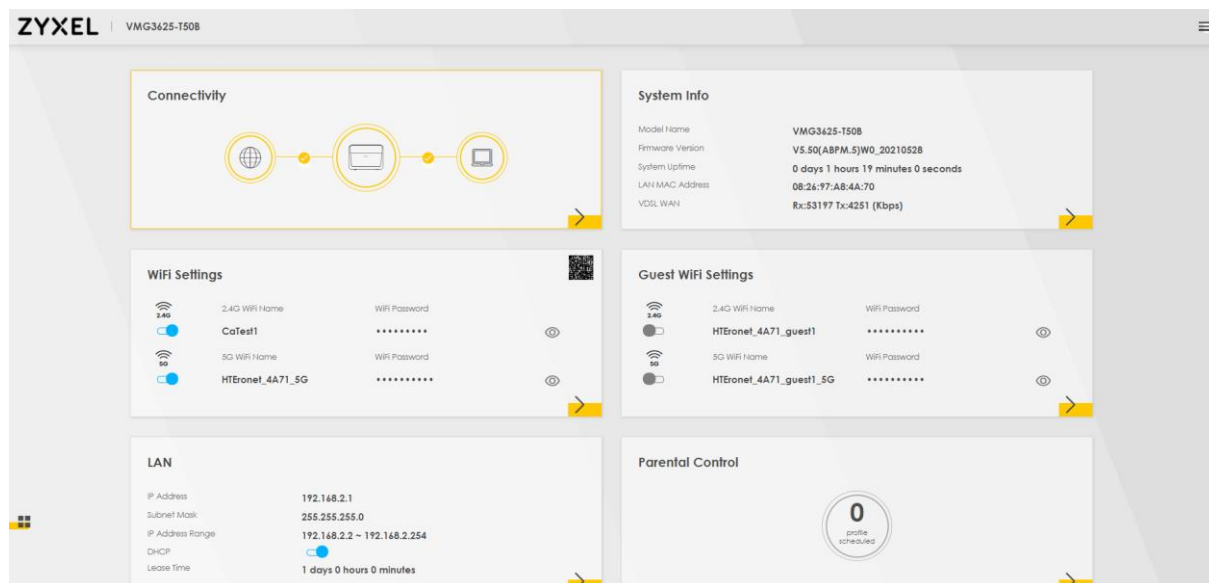 ZYXEL VMG3625-T50B
Connectivity
System Info
Model Name VMG3625-T50B
Firmware Version V5.50(ABPM.5)W0_20210528
System Uptime 0 days 1 hours 19 minutes 0 seconds
LAN MAC Address 08:26:97:A8:4A:70
VDSL WAN Rx:53197 Tx:4251 (Kbps)
WiFi Settings
2.4G 2.4G WiFi Name WiFi Password
CaTest1 •••••••••
5G 5G WiFi Name WiFi Password
HTEronet_4A71_5G ••••••••••
Guest WiFi Settings
2.4G 2.4G WiFi Name WiFi Password
HTEronet_4A71_guest1 ••••••••••
5G 5G WiFi Name WiFi Password
HTEronet_4A71_guest1_5G ••••••••••
LAN
IP Address 192.168.2.1
Subnet Mask 255.255.255.0
IP Address Range 192.168.2.2 ~ 192.168.2.254
DHCP
Lease Time 1 days 0 hours 0 minutes
Parental Control
0
profile
scheduled